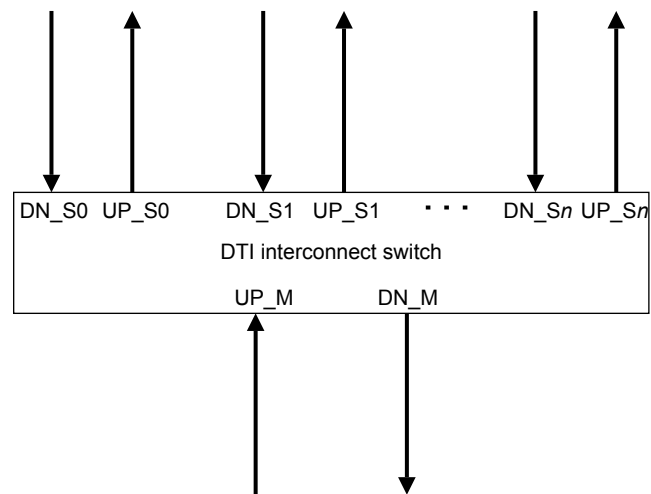 DN_S0 UP_S0 DN_S1 UP_S1 · · · DN_Sn UP_Sn
DTI interconnect switch
UP_M DN_M